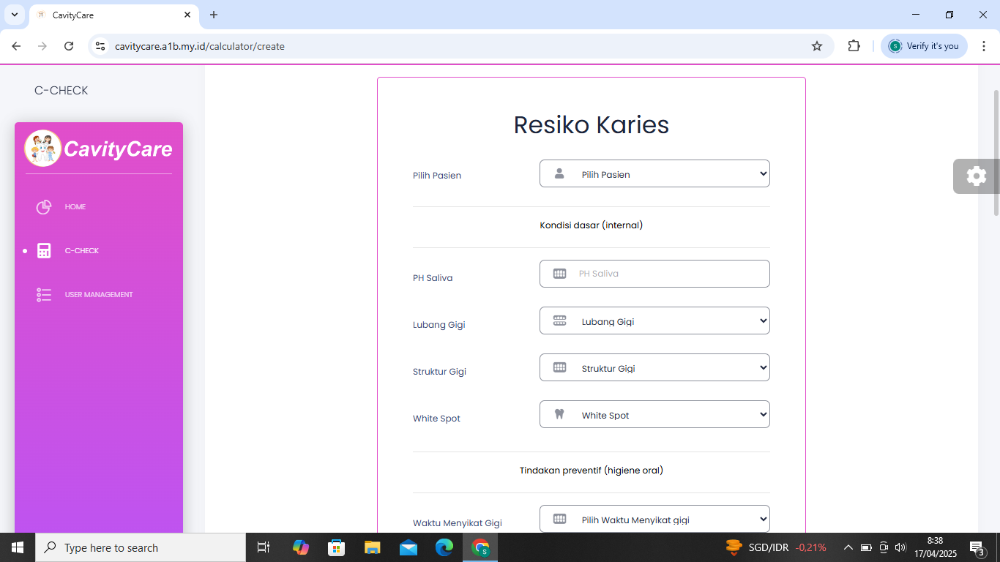 CavityCare
cavitycare.a1b.my.id/calculator/create
S
Verify it's you
C-CHECK
CavityCare
HOME
C-CHECK
USER MANAGEMENT
Resiko Karies
Pilih Pasien
Pilih Pasien
Kondisi dasar (internal)
PH Saliva
PH Saliva
Lubang Gigi
Lubang Gigi
Struktur Gigi
Struktur Gigi
White Spot
White Spot
Tindakan preventif (higiene oral)
Waktu Menyikat Gigi
Pilih Waktu Menyikat gigi
Type here to search
S
SGD/IDR -0,21%
8:38
17/04/2025
3